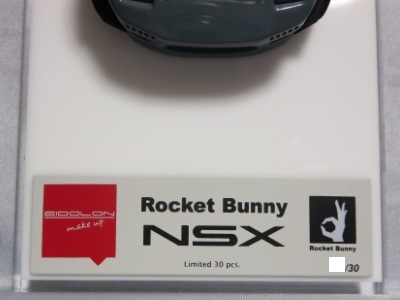 EIDOLON
make up
Rocket Bunny
NSX
Limited 30 pcs.
Rocket Bunny
/30